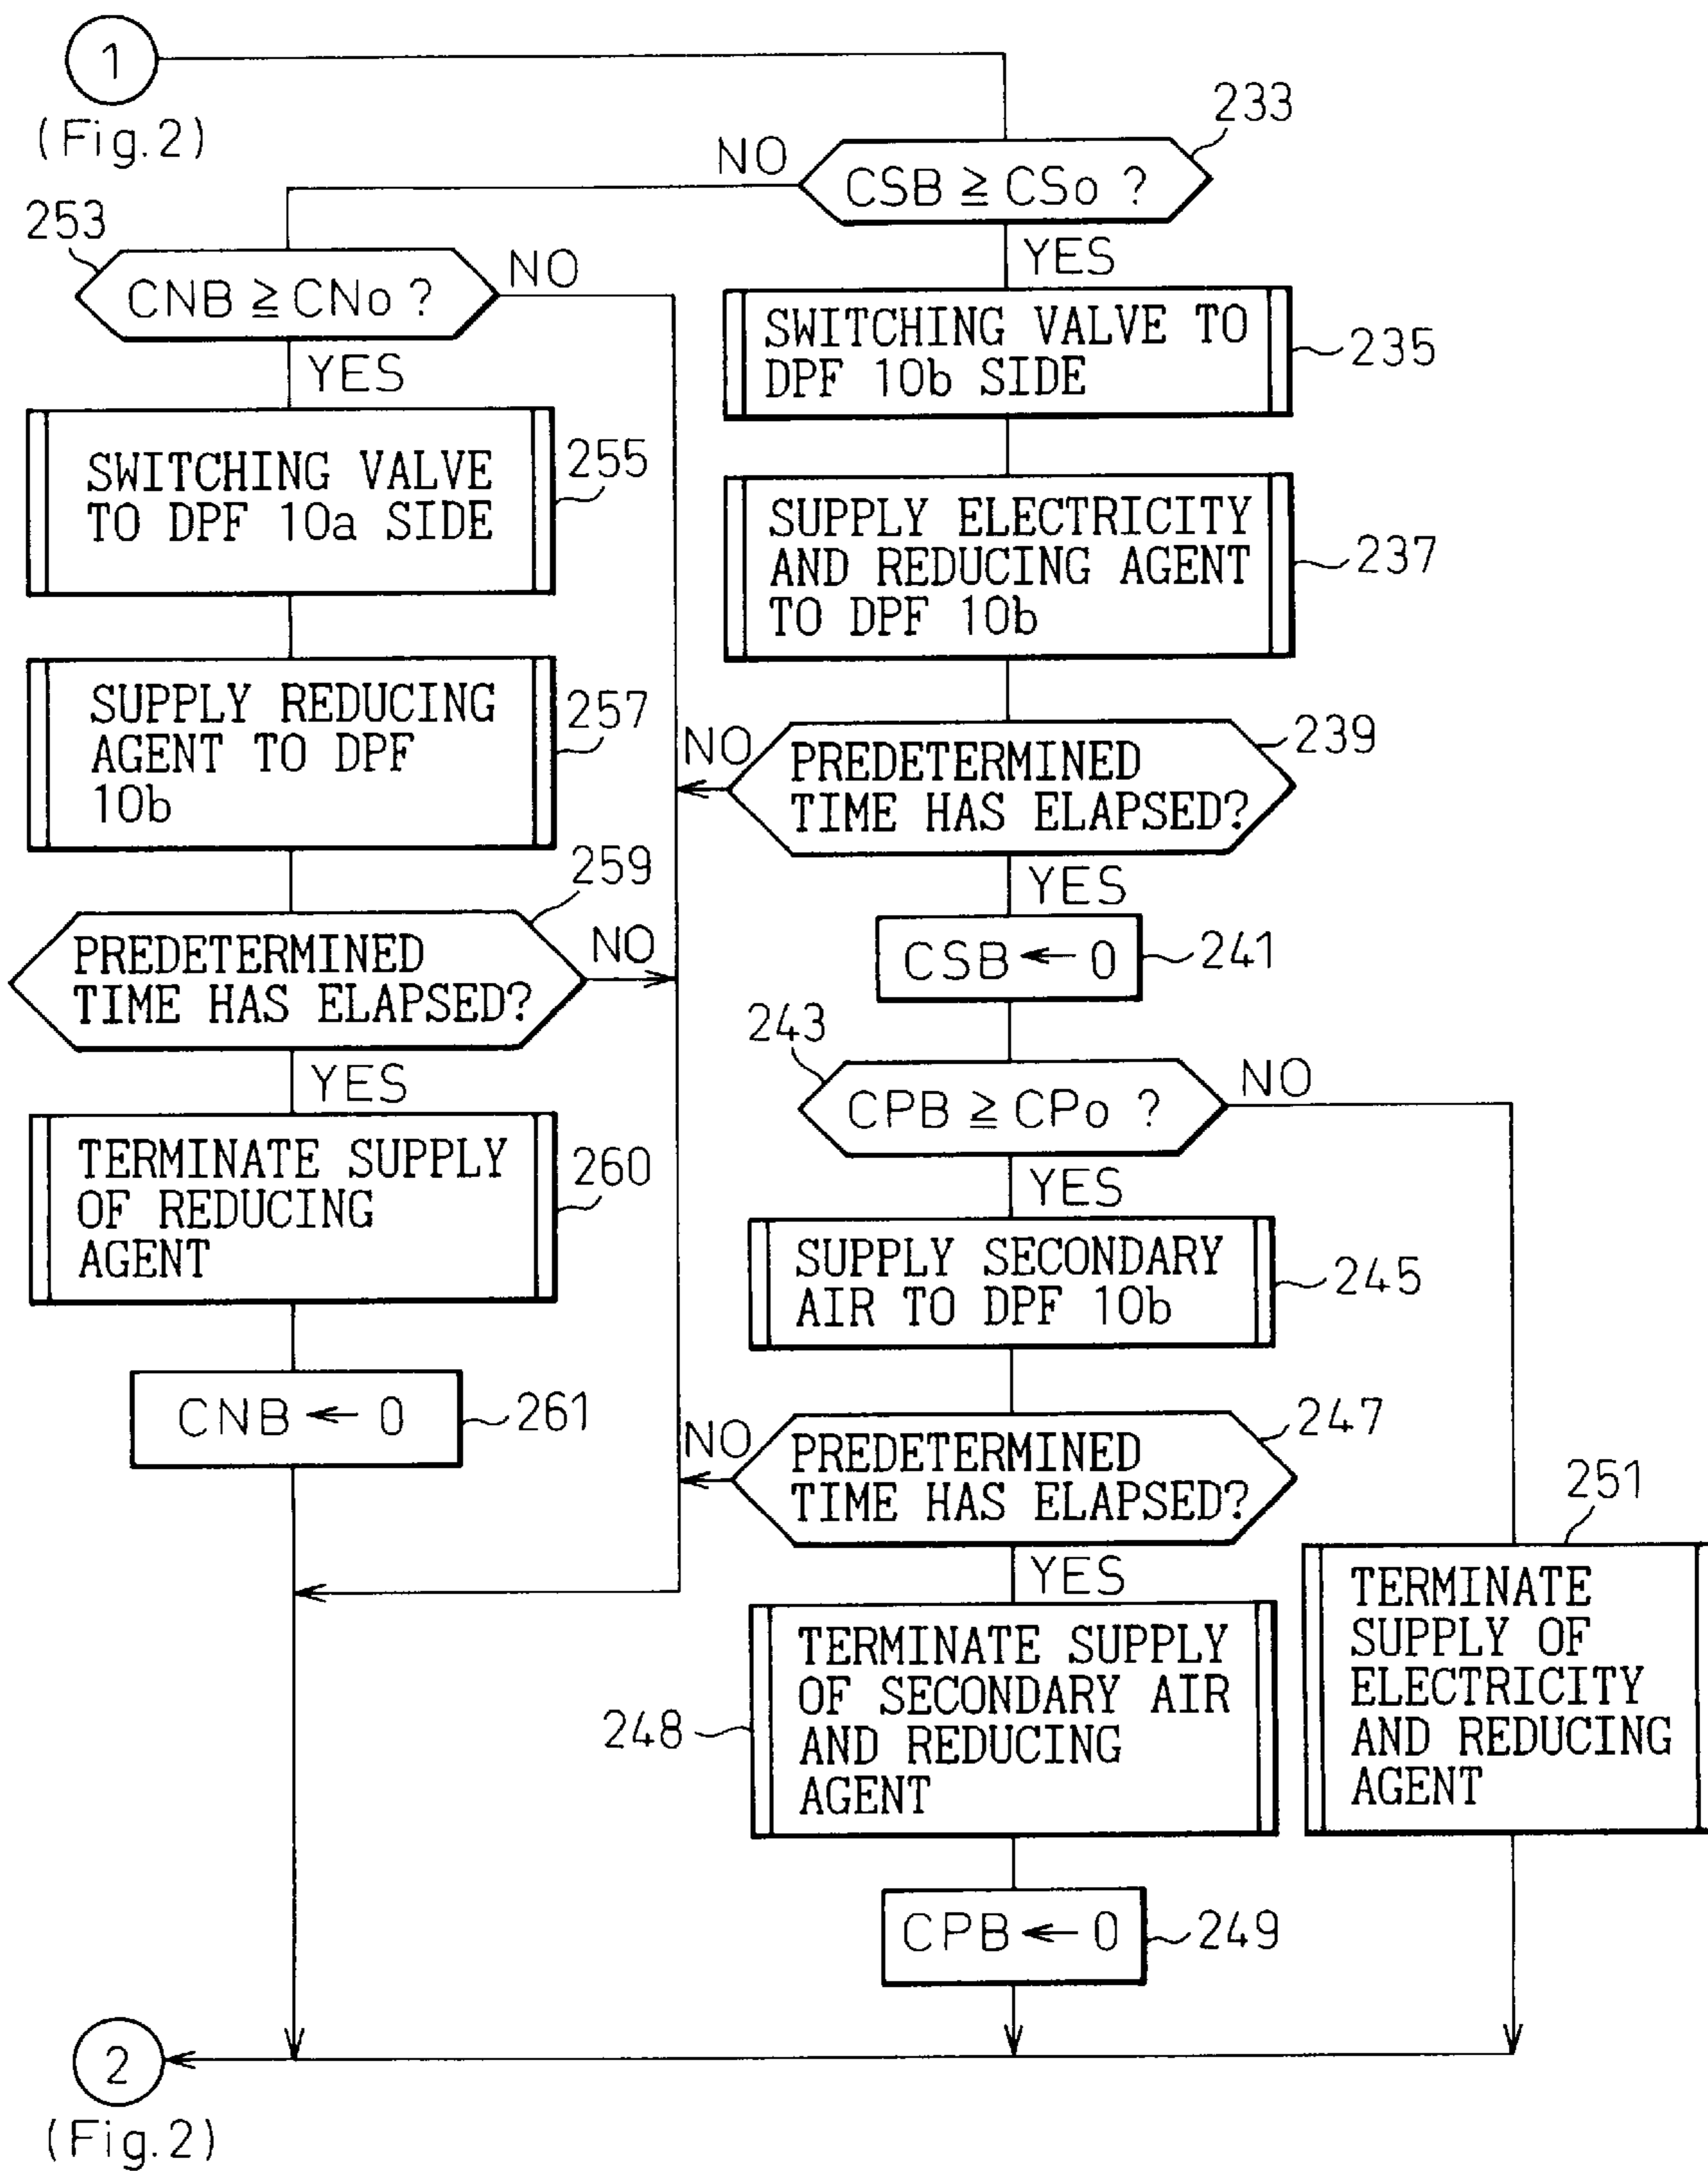 1
(Fig.2)
233
NO
CSB ≧ CSo ?
YES
253
CNB ≧ CNo ?
NO
YES
SWITCHING VALVE TO
DPF 10b SIDE
235
SWITCHING VALVE
TO DPF 10a SIDE
255
SUPPLY ELECTRICITY
AND REDUCING AGENT
TO DPF 10b
237
SUPPLY REDUCING
AGENT TO DPF
10b
257
NO
PREDETERMINED
TIME HAS ELAPSED?
239
YES
259
PREDETERMINED
TIME HAS ELAPSED?
NO
YES
CSB ← 0
241
243
CPB ≧ CPo ?
NO
YES
TERMINATE SUPPLY
OF REDUCING
AGENT
260
SUPPLY SECONDARY
AIR TO DPF 10b
245
CNB ← 0
261
NO
PREDETERMINED
TIME HAS ELAPSED?
247
YES
251
TERMINATE
SUPPLY OF
ELECTRICITY
AND REDUCING
AGENT
248
TERMINATE SUPPLY
OF SECONDARY AIR
AND REDUCING
AGENT
CPB ← 0
249
2
(Fig.2)